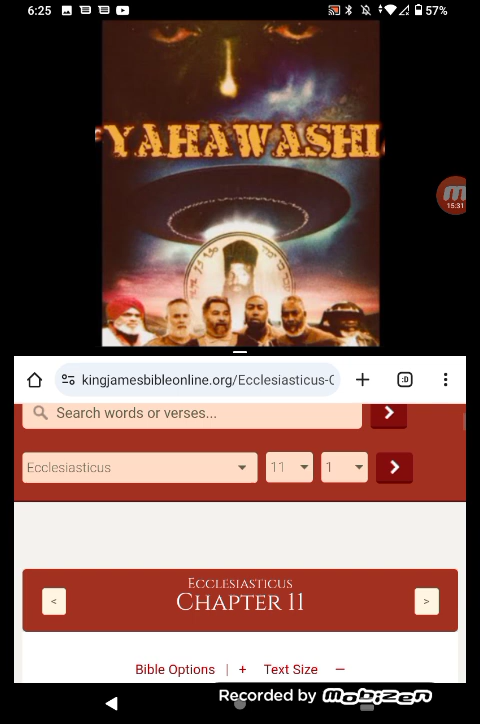 6:25
57%
YAHAWASHI
15:31
kingjamesbibleonline.org/Ecclesiasticus-C
:D
Search words or verses...
Ecclesiasticus 11 1
Ecclesiasticus
< Chapter 11 >
Bible Options | + Text Size −
Recorded by Mobizen